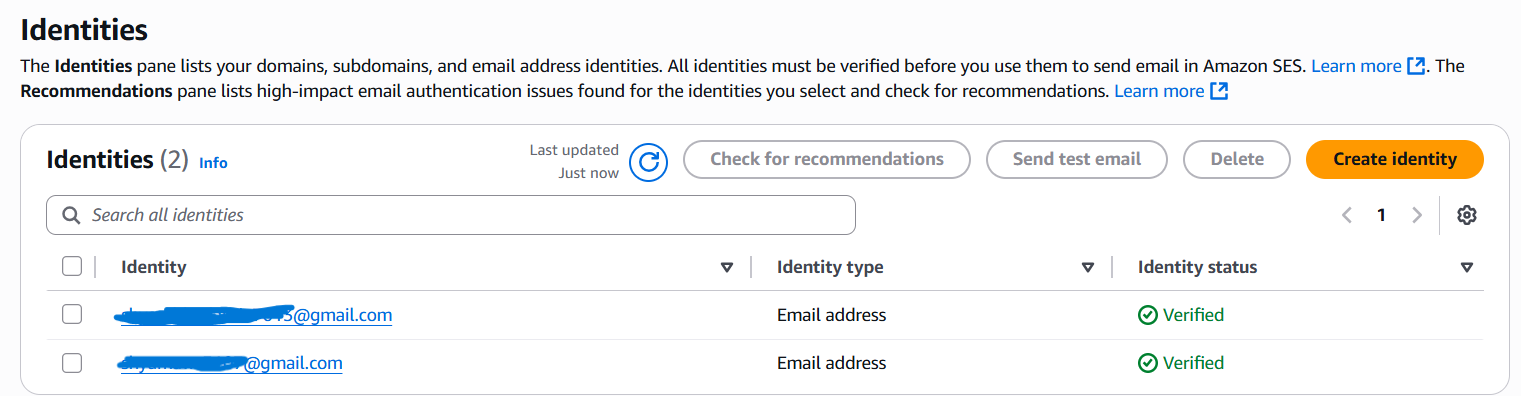 Identities
The Identities pane lists your domains, subdomains, and email address identities. All identities must be verified before you use them to send email in Amazon SES. Learn more. The
Recommendations pane lists high-impact email authentication issues found for the identities you select and check for recommendations. Learn more
Identities (2) Info
Last updated
Just now
Check for recommendations
Send test email
Delete
Create identity
Search all identities
1
Identity Identity type Identity status
@gmail.com Email address Verified
@gmail.com Email address Verified